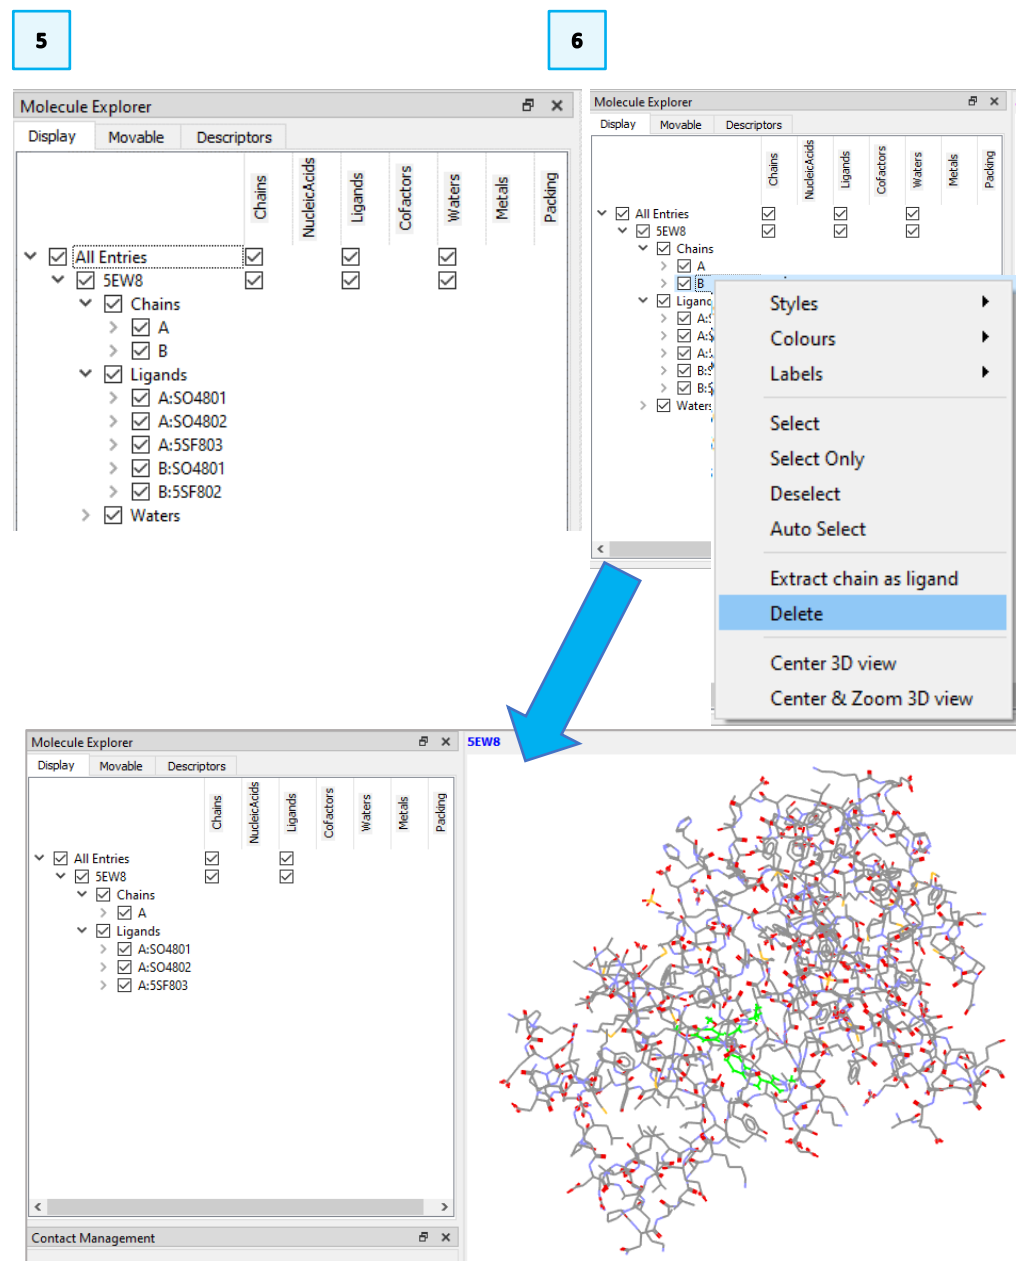 5
6
Molecule Explorer
Display Movable Descriptors
Chains NucleicAcids Ligands Cofactors Waters Metals Packing
All Entries
5EW8
Chains
A
B
Ligands
A:SO4801
A:SO4802
A:5SF803
B:SO4801
B:5SF802
Waters
Molecule Explorer
Display Movable Descriptors
Chains NucleicAcids Ligands Cofactors Waters Metals Packing
All Entries
5EW8
Chains
A
B
Styles
Colours
Labels
Select
Select Only
Deselect
Auto Select
Extract chain as ligand
Delete
Center 3D view
Center & Zoom 3D view
Molecule Explorer
5EW8
Display Movable Descriptors
Chains NucleicAcids Ligands Cofactors Waters Metals Packing
All Entries
5EW8
Chains
A
Ligands
A:SO4801
A:SO4802
A:5SF803
Contact Management